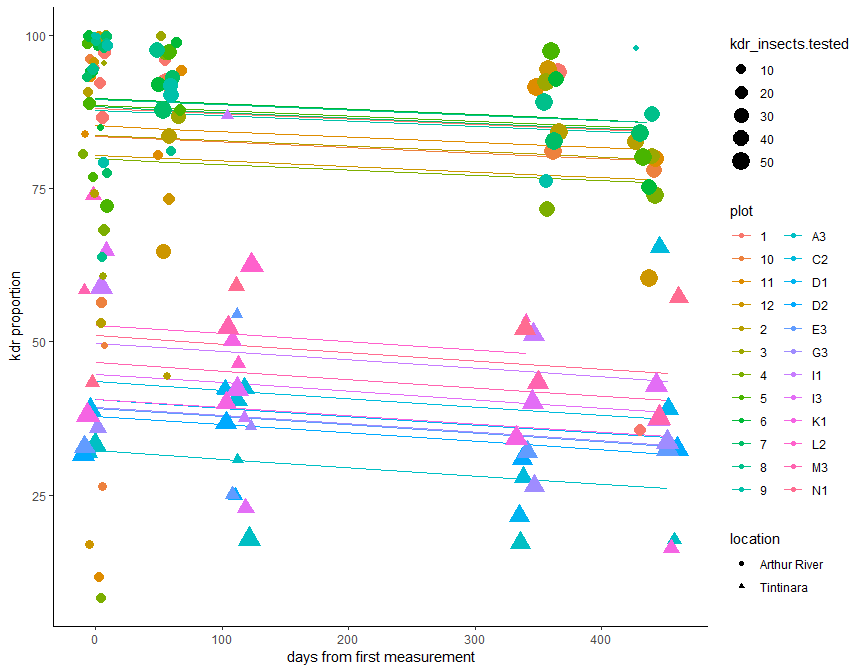 100
75
50
25
kdr proportion
0
100
200
300
400
days from first measurement
kdr_insects.tested
10
20
30
40
50
plot
1 A3
10 C2
11 D1
12 D2
2 E3
3 G3
4 I1
5 I3
6 K1
7 L2
8 M3
9 N1
location
Arthur River
Tintinara